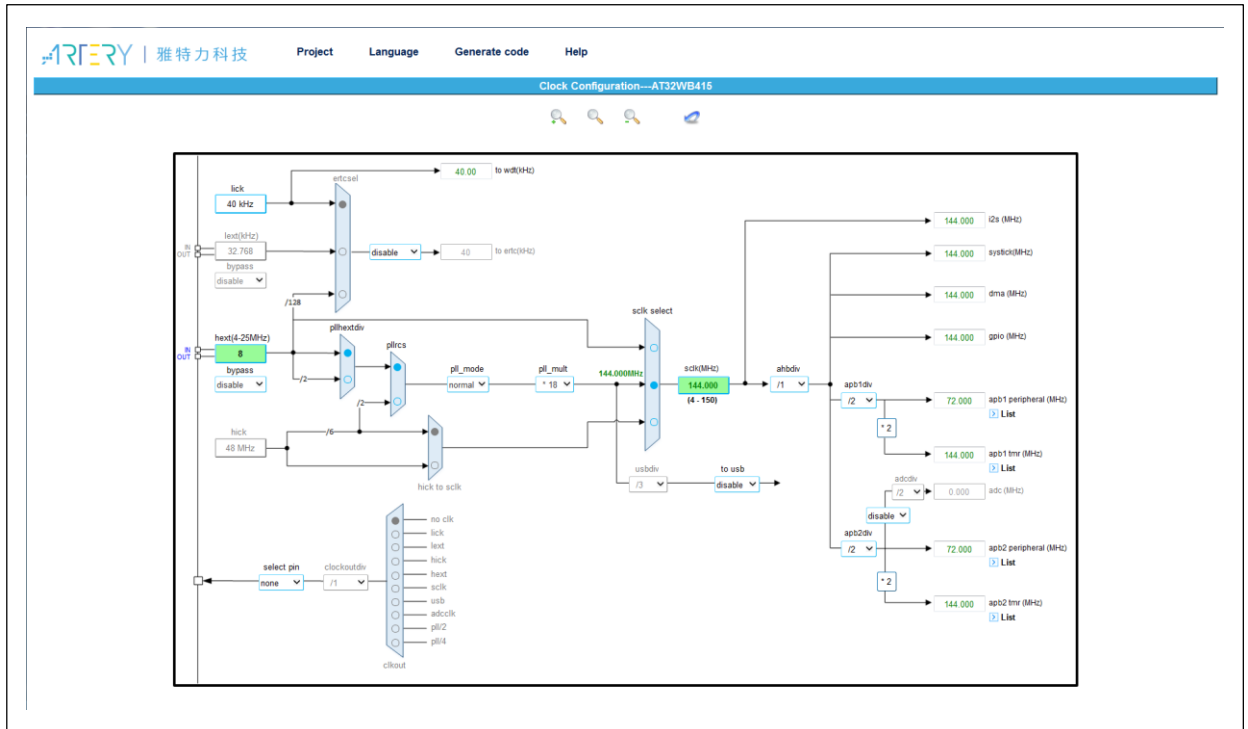 ARTERY | 雅特力科技 Project Language Generate code Help
Clock Configuration---AT32WB415
40.00 to wdt(kHz)
ertcsel
lick
40 kHz
144.000 i2s (MHz)
lext(kHz)
IN
OUT
32.768
disable
40 to ertc(kHz)
144.000 systick(MHz)
bypass
disable
/128
144.000 dma (MHz)
sclk select
hext(4-25MHz)
pllhextdiv
144.000 gpio (MHz)
IN
OUT
8
pllrcs
bypass
disable
/2
pll_mode
normal
pll_mult
* 18
144.000MHz
sclk(MHz)
144.000
(4 - 150)
ahbdiv
/1
apb1div
/2
72.000 apb1 peripheral (MHz)
List
/2
* 2
hick
48 MHz
/6
144.000 apb1 tmr (MHz)
List
usbdiv
/3
to usb
disable
hick to sclk
adcdiv
/2
0.000 adc (MHz)
disable
no clk
lick
lext
hick
hext
sclk
usb
adcclk
pll/2
pll/4
clkout
select pin
none
clockoutdiv
/1
apb2div
/2
72.000 apb2 peripheral (MHz)
List
* 2
144.000 apb2 tmr (MHz)
List